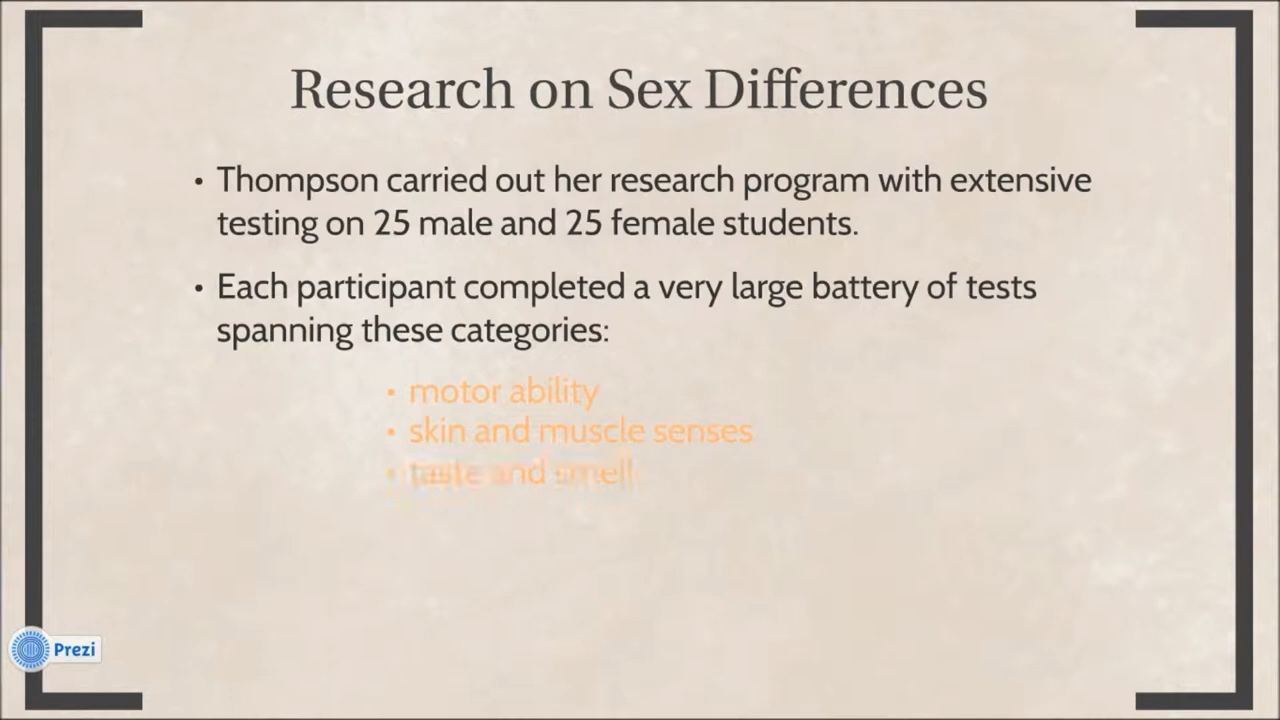 Research on Sex Differences
• Thompson carried out her research program with extensive
testing on 25 male and 25 female students.
• Each participant completed a very large battery of tests
spanning these categories:
• motor ability
• skin and muscle senses
• taste and smell
Prezi